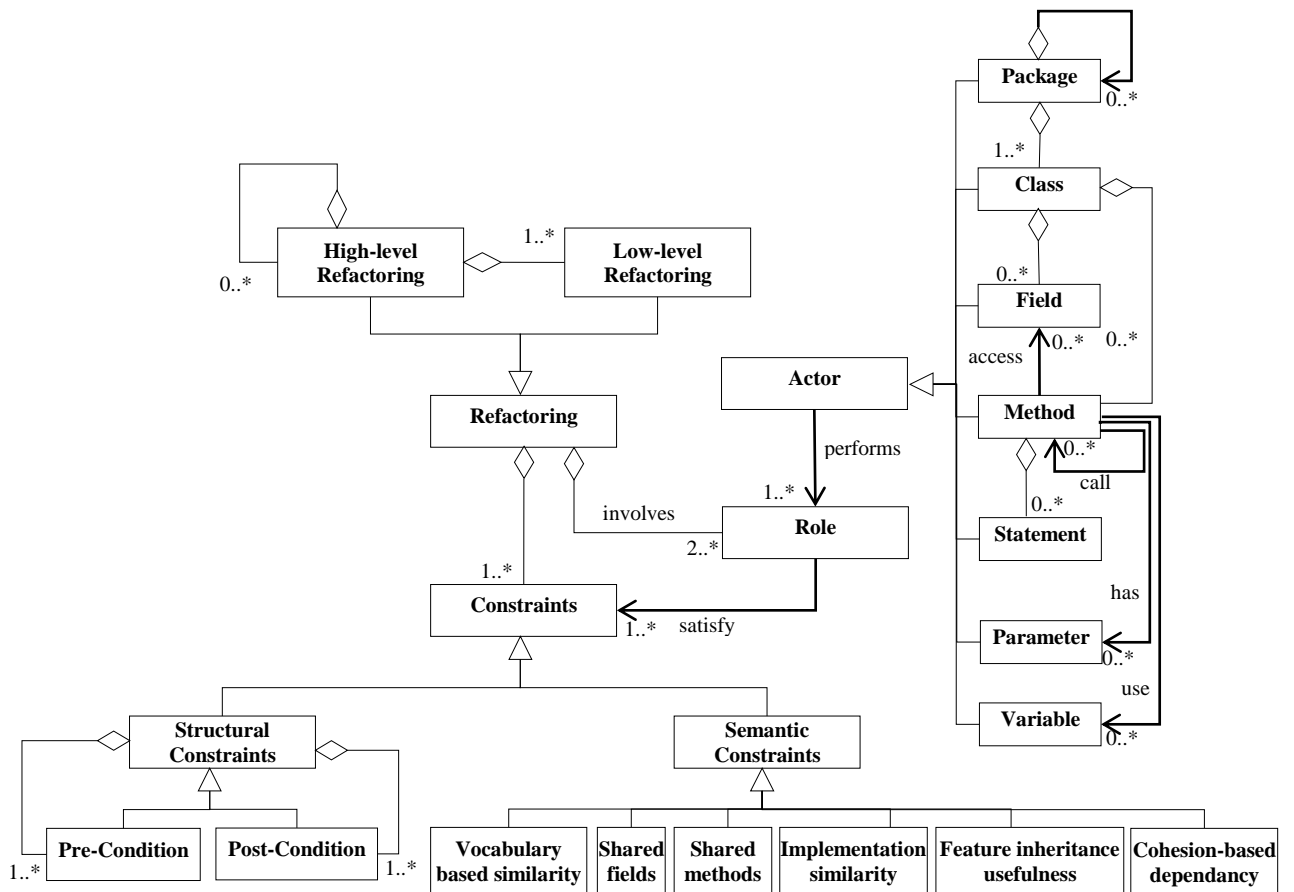 Package
0..*
1..*
Class
High-level
Refactoring
0..*
1..*
Low-level
Refactoring
0..*
Field
0..*
0..*
access
Actor
Refactoring
Method
0..*
call
performs
1..*
0..*
involves
Role
2..*
Statement
1..*
Constraints
1..*
satisfy
has
Parameter
0..*
use
Variable
0..*
Structural
Constraints
Semantic
Constraints
Pre-Condition
1..*
Post-Condition
1..*
Vocabulary
based similarity
Shared
fields
Shared
methods
Implementation
similarity
Feature inheritance
usefulness
Cohesion-based
dependancy